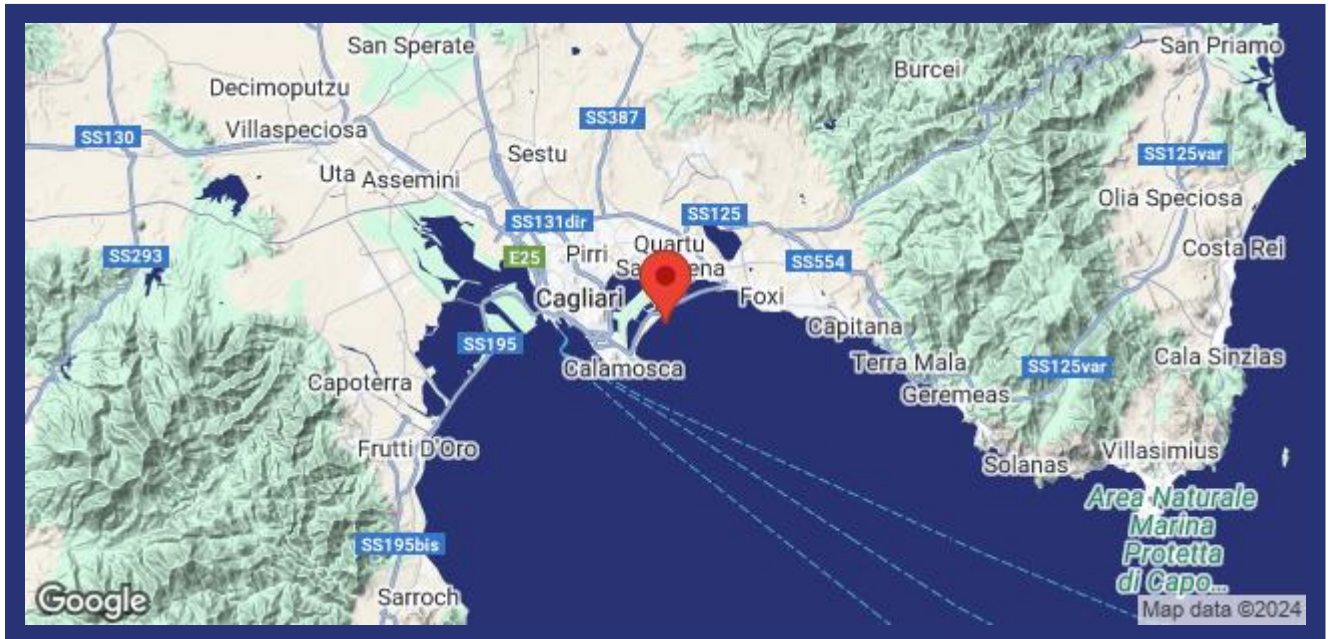 San Sperate
San Priamo
Burcei
Decimoputzu
SS387
Villaspeciosa
SS130
Sestu
SS125var
Uta
Assemini
Olia Speciosa
SS131dir
SS125
Quartu
Costa Rei
SS293
E25
Pirri
SS554
Cagliari
Foxi
Capitana
SS195
Cala Sinzias
Calamosca
Terra Mala
SS125var
Capoterra
Geremeas
Frutti D'Oro
Villasimius
Solanas
Area Naturale
Marina
Protetta
di Capo...
SS195bis
Sarroch
Google
Map data ©2024